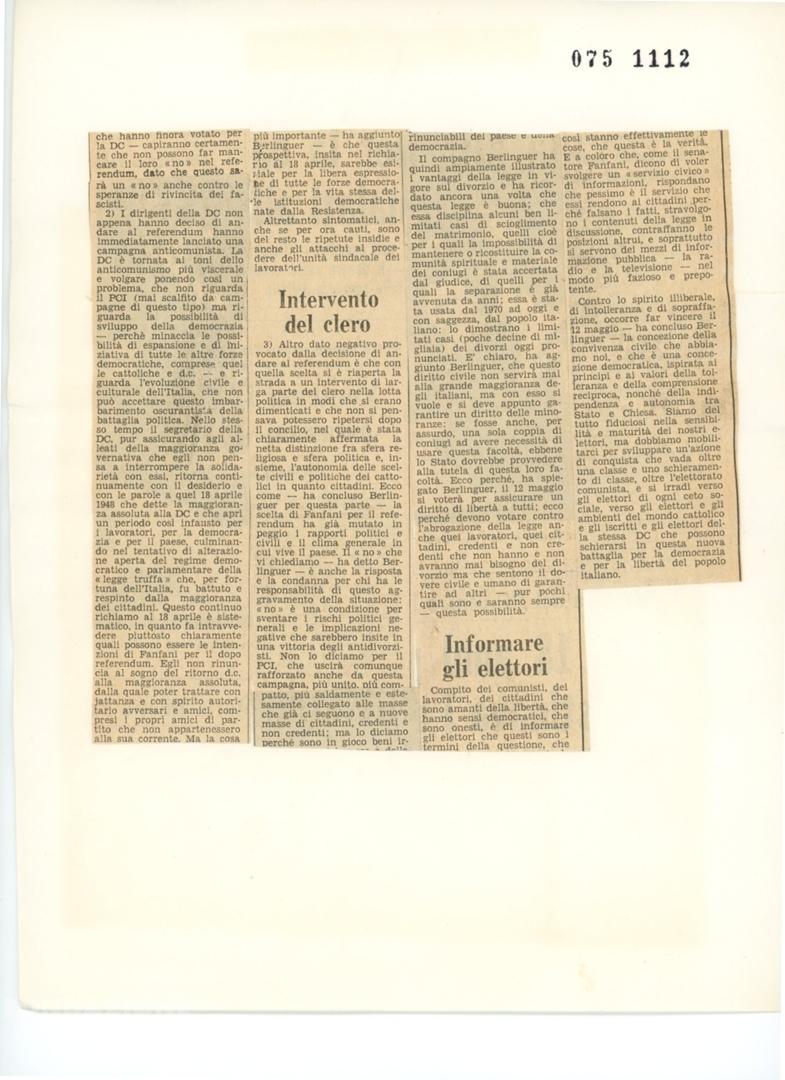 075 1112
che hanno finora votato per
la DC — capiranno certamen-
te che non possono far man-
care il loro «no» nel refe-
rendum, dato che questo sa-
rà un «no» anche contro le
speranze di rivincita dei fa-
scisti.
2) I dirigenti della DC non
appena hanno deciso di an-
dare al referendum hanno
immediatamente lanciato una
campagna anticomunista. La
DC è tornata ai toni dello
anticomunismo più viscerale
e volgare ponendo così un
problema, che non riguarda
il PCI (mai scalfito da cam-
pagne di questo tipo) ma ri-
guarda la possibilità di
sviluppo della democrazia
— perchè minaccia le possi-
bilità di espansione e di ini-
ziativa di tutte le altre forze
democratiche, comprese quel
le cattoliche e d.c. — e ri-
guarda l'evoluzione civile e
culturale dell'Italia, che non
può accettare questo imbar-
barimento oscurantista della
battaglia politica. Nello stes-
so tempo il segretario della
DC, pur assicurando agli al-
leati della maggioranza go-
vernativa che egli non pen-
sa a interrompere la solida-
rietà con essi, ritorna conti-
nuamente con il desiderio e
con le parole a quel 18 aprile
1948 che dette la maggioran-
za assoluta alla DC e che aprì
un periodo così infausto per
i lavoratori, per la democra-
zia e per il paese, culminan-
do nel tentativo di alterazio-
ne aperta del regime demo-
cratico e parlamentare della
«legge truffa» che, per for-
tuna dell'Italia, fu battuto e
respinto dalla maggioranza
dei cittadini. Questo continuo
richiamo al 18 aprile è siste-
matico, in quanto fa intravve-
dere piuttosto chiaramente
quali possono essere le inten-
zioni di Fanfani per il dopo
referendum. Egli non rinun-
cia al sogno del ritorno d.c.
alla maggioranza assoluta,
dalla quale poter trattare con
jattanza e con spirito autori-
tario avversari e amici, com-
presi i propri amici di par-
tito che non appartenessero
alla sua corrente. Ma la cosa
più importante — ha aggiunto
Berlinguer — è che questa
prospettiva, insita nel richia-
rio al 18 aprile, sarebbe esi-
ziale per la libera espressio-
ne di tutte le forze democra-
tiche e per la vita stessa del-
le istituzioni democratiche
nate dalla Resistenza.
Altrettanto sintomatici, an-
che se per ora cauti, sono
del resto le ripetute insidie e
anche gli attacchi al proce-
dere dell'unità sindacale dei
lavoratori.
Intervento
del clero
3) Altro dato negativo pro-
vocato dalla decisione di an-
dare al referendum è che con
quella scelta si è riaperta la
strada a un intervento di lar-
ga parte del clero nella lotta
politica in modi che si erano
dimenticati e che non si pen-
sava potessero ripetersi dopo
il concilio, nel quale è stata
chiaramente affermata la
netta distinzione fra sfera re-
ligiosa e sfera politica e, in-
sieme, l'autonomia delle scel-
te civili e politiche dei catto-
lici in quanto cittadini. Ecco
come — ha concluso Berlin-
guer per questa parte — la
scelta di Fanfani per il refe-
rendum ha già mutato in
peggio i rapporti politici e
civili e il clima generale in
cui vive il paese. Il «no» che
vi chiediamo — ha detto Ber-
linguer — è anche la risposta
e la condanna per chi ha le
responsabilità di questo ag-
gravamento della situazione:
«no» è una condizione per
sventare i rischi politici ge-
nerali e le implicazioni ne-
gative che sarebbero insite in
una vittoria degli antidivorzi-
sti. Non lo diciamo per il
PCI, che uscirà comunque
rafforzato anche da questa
campagna, più unito, più com-
patto, più saldamente e este-
samente collegato alle masse
che già ci seguono e a nuove
masse di cittadini, credenti e
non credenti; ma lo diciamo
perché sono in gioco beni ir-
rinunciabili del paese e della
democrazia.
Il compagno Berlinguer ha
quindi ampiamente illustrato
i vantaggi della legge in vi-
gore sul divorzio e ha ricor-
dato ancora una volta che
questa legge è buona; che
essa disciplina alcuni ben li-
mitati casi di scioglimento
del matrimonio, quelli cioè
per i quali la impossibilità di
mantenere o ricostituire la co-
munità spirituale e materiale
dei coniugi è stata accertata
dal giudice, di quelli per i
quali la separazione è già
avvenuta da anni; essa è sta-
ta usata dal 1970 ad oggi e
con saggezza, dal popolo ita-
liano: lo dimostrano i limi-
tati casi (poche decine di mi-
gliaia) dei divorzi oggi pro-
nunciati. E' chiaro, ha ag-
giunto Berlinguer, che questo
diritto civile non servirà mai
alla grande maggioranza de-
gli italiani, ma con esso si
vuole e si deve appunto ga-
rantire un diritto delle mino-
ranze: se fosse anche, per
assurdo, una sola coppia di
coniugi ad avere necessità di
usare questa facoltà, ebbene
lo Stato dovrebbe provvedere
alla tutela di questa loro fa-
coltà. Ecco perché, ha spie-
gato Berlinguer, il 12 maggio
si voterà per assicurare un
diritto di libertà a tutti; ecco
perché devono votare contro
l'abrogazione della legge an-
che quei lavoratori, quei cit-
tadini, credenti e non cre-
denti che non hanno e non
avranno mai bisogno del di-
vorzio ma che sentono il do-
vere civile e umano di garan-
tire ad altri — pur pochi
quali sono e saranno sempre
— questa possibilità.
Informare
gli elettori
Compito dei comunisti, dei
lavoratori, dei cittadini che
sono amanti della libertà, che
hanno sensi democratici, che
sono onesti, è di informare
gli elettori che questi sono i
termini della questione, che
così stanno effettivamente le
cose, che questa è la verità.
E a coloro che, come il sena-
tore Fanfani, dicono di voler
svolgere un «servizio civico»
di informazioni, rispondano
che pessimo è il servizio che
essi rendono ai cittadini per-
ché falsano i fatti, stravolgo-
no i contenuti della legge in
discussione, contraffanno le
posizioni altrui, e soprattutto
si servono dei mezzi di infor-
mazione pubblica — la ra-
dio e la televisione — nel
modo più fazioso e prepo-
tente.
Contro lo spirito illiberale,
di intolleranza e di sopraffa-
zione, occorre far vincere il
12 maggio — ha concluso Ber-
linguer — la concezione della
convivenza civile che abbia-
mo noi, e che è una conce-
zione democratica, ispirata ai
principi e ai valori della tol-
leranza e della comprensione
reciproca, nonché della indi-
pendenza e autonomia tra
Stato e Chiesa. Siamo del
tutto fiduciosi nella sensibi-
lità e maturità dei nostri e-
lettori, ma dobbiamo mobili-
tarci per sviluppare un'azione
di conquista che vada oltre
una classe e uno schieramen-
to di classe, oltre l'elettorato
comunista, e si irradi verso
gli elettori di ogni ceto so-
ciale, verso gli elettori e gli
ambienti del mondo cattolico
e gli iscritti e gli elettori del-
la stessa DC che possono
schierarsi in questa nuova
battaglia per la democrazia
e per la libertà del popolo
italiano.